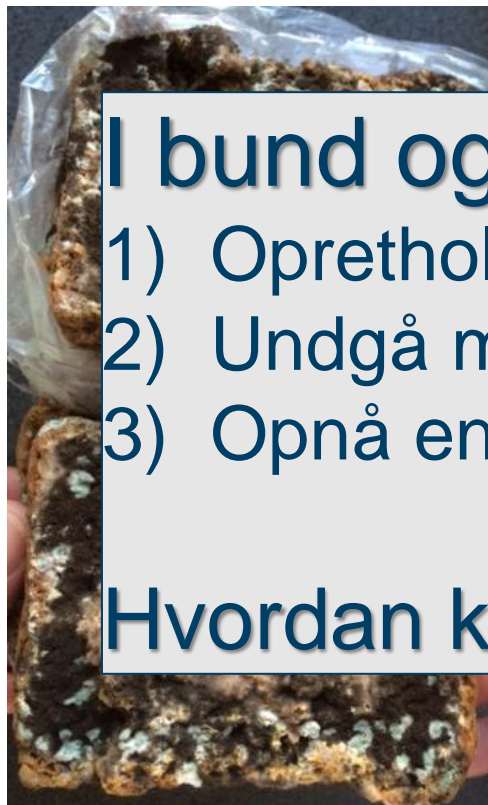 I bund og
1) Oprethol
2) Undgå m
3) Opnå en
Hvordan k